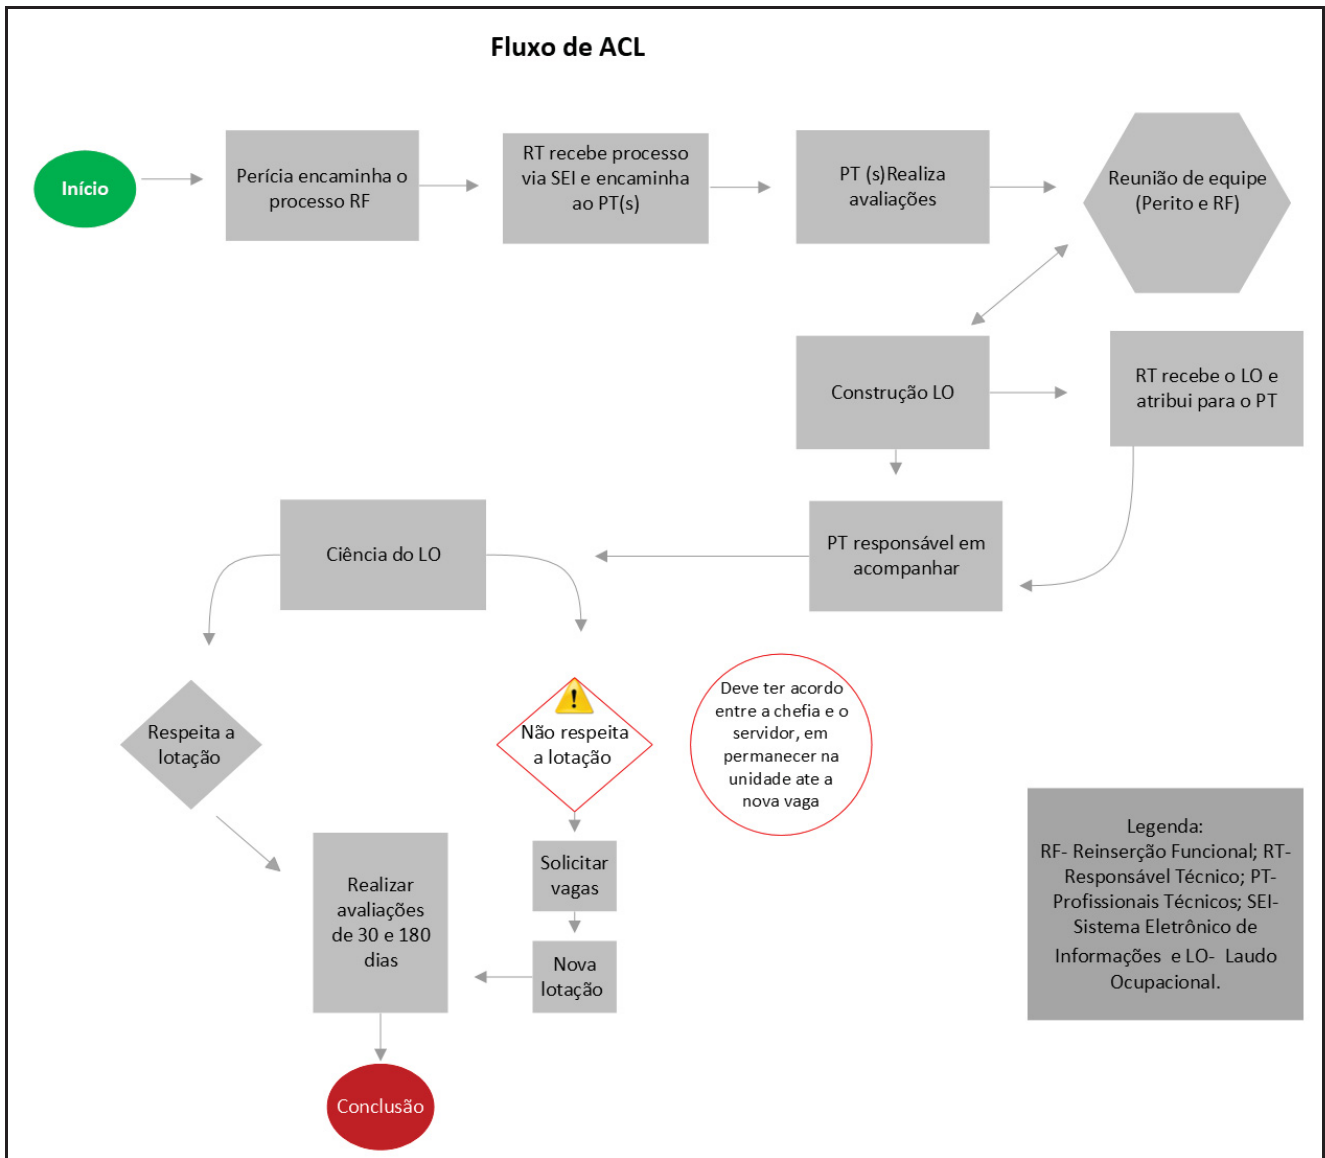 Fluxo de ACL
Início
Perícia encaminha o
processo RF
RT recebe processo
via SEI e encaminha
ao PT(s)
PT (s)Realiza
avaliações
Reunião de equipe
(Perito e RF)
Construção LO
RT recebe o LO e
atribui para o PT
PT responsável em
acompanhar
Ciência do LO
Respeita a
lotação
Não respeita
a lotação
Deve ter acordo
entre a chefia e o
servidor, em
permanecer na
unidade ate a
nova vaga
Solicitar
vagas
Nova
lotação
Realizar
avaliações
de 30 e 180
dias
Conclusão
Legenda:
RF- Reinserção Funcional; RT-
Responsável Técnico; PT-
Profissionais Técnicos; SEI-
Sistema Eletrônico de
Informações e LO- Laudo
Ocupacional.